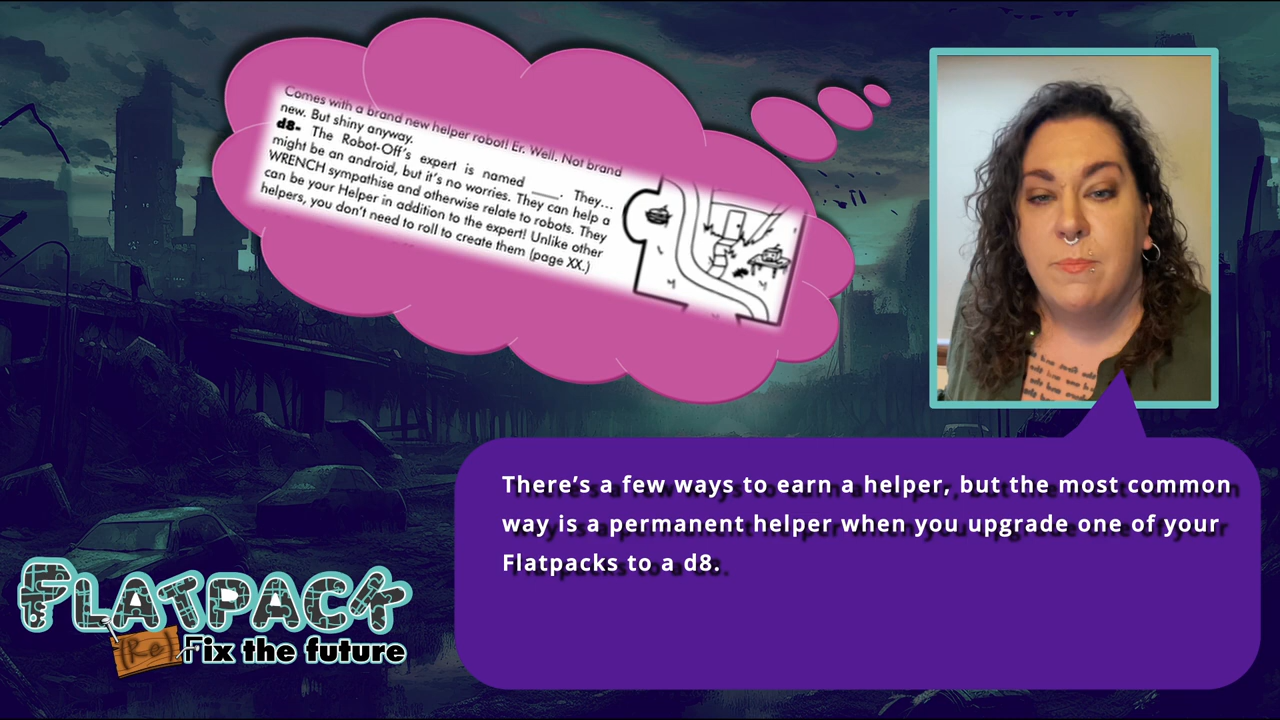 Comes with a brand new helper robot! Er. Well. Not brand
new. But shiny anyway.
d8- The Robot-Off's expert is named ____. They...
might be an android, but it's no worries. They can help a
WRENCH sympathise and otherwise relate to robots. They
can be your Helper in addition to the expert! Unlike other
helpers, you don't need to roll to create them (page XX.)
There's a few ways to earn a helper, but the most common
way is a permanent helper when you upgrade one of your
Flatpacks to a d8.
FLATPACK
(Re) Fix the future